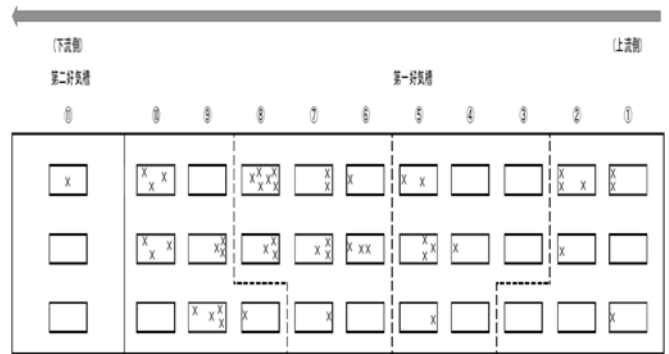 (下流側) (上流側)
第二好気槽 第一好気槽
⑪ ⑩ ⑨ ⑧ ⑦ ⑥ ⑤ ④ ③ ② ①